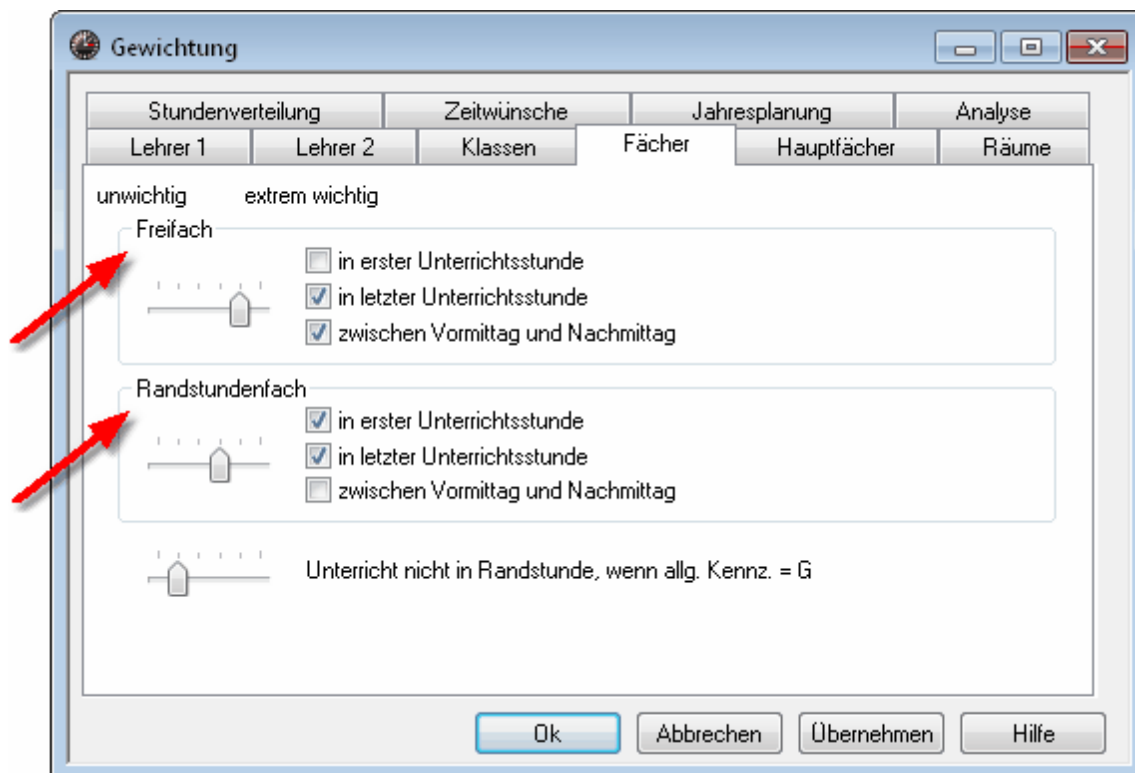 Gewichtung
Stundenverteilung Zeitwünsche Jahresplanung Analyse
Lehrer 1 Lehrer 2 Klassen Fächer Hauptfächer Räume
unwichtig extrem wichtig
Freifach
in erster Unterrichtsstunde
in letzter Unterrichtsstunde
zwischen Vormittag und Nachmittag
Randstundenfach
in erster Unterrichtsstunde
in letzter Unterrichtsstunde
zwischen Vormittag und Nachmittag
Unterricht nicht in Randstunde, wenn allg. Kennz. = G
Ok Abbrechen Übernehmen Hilfe